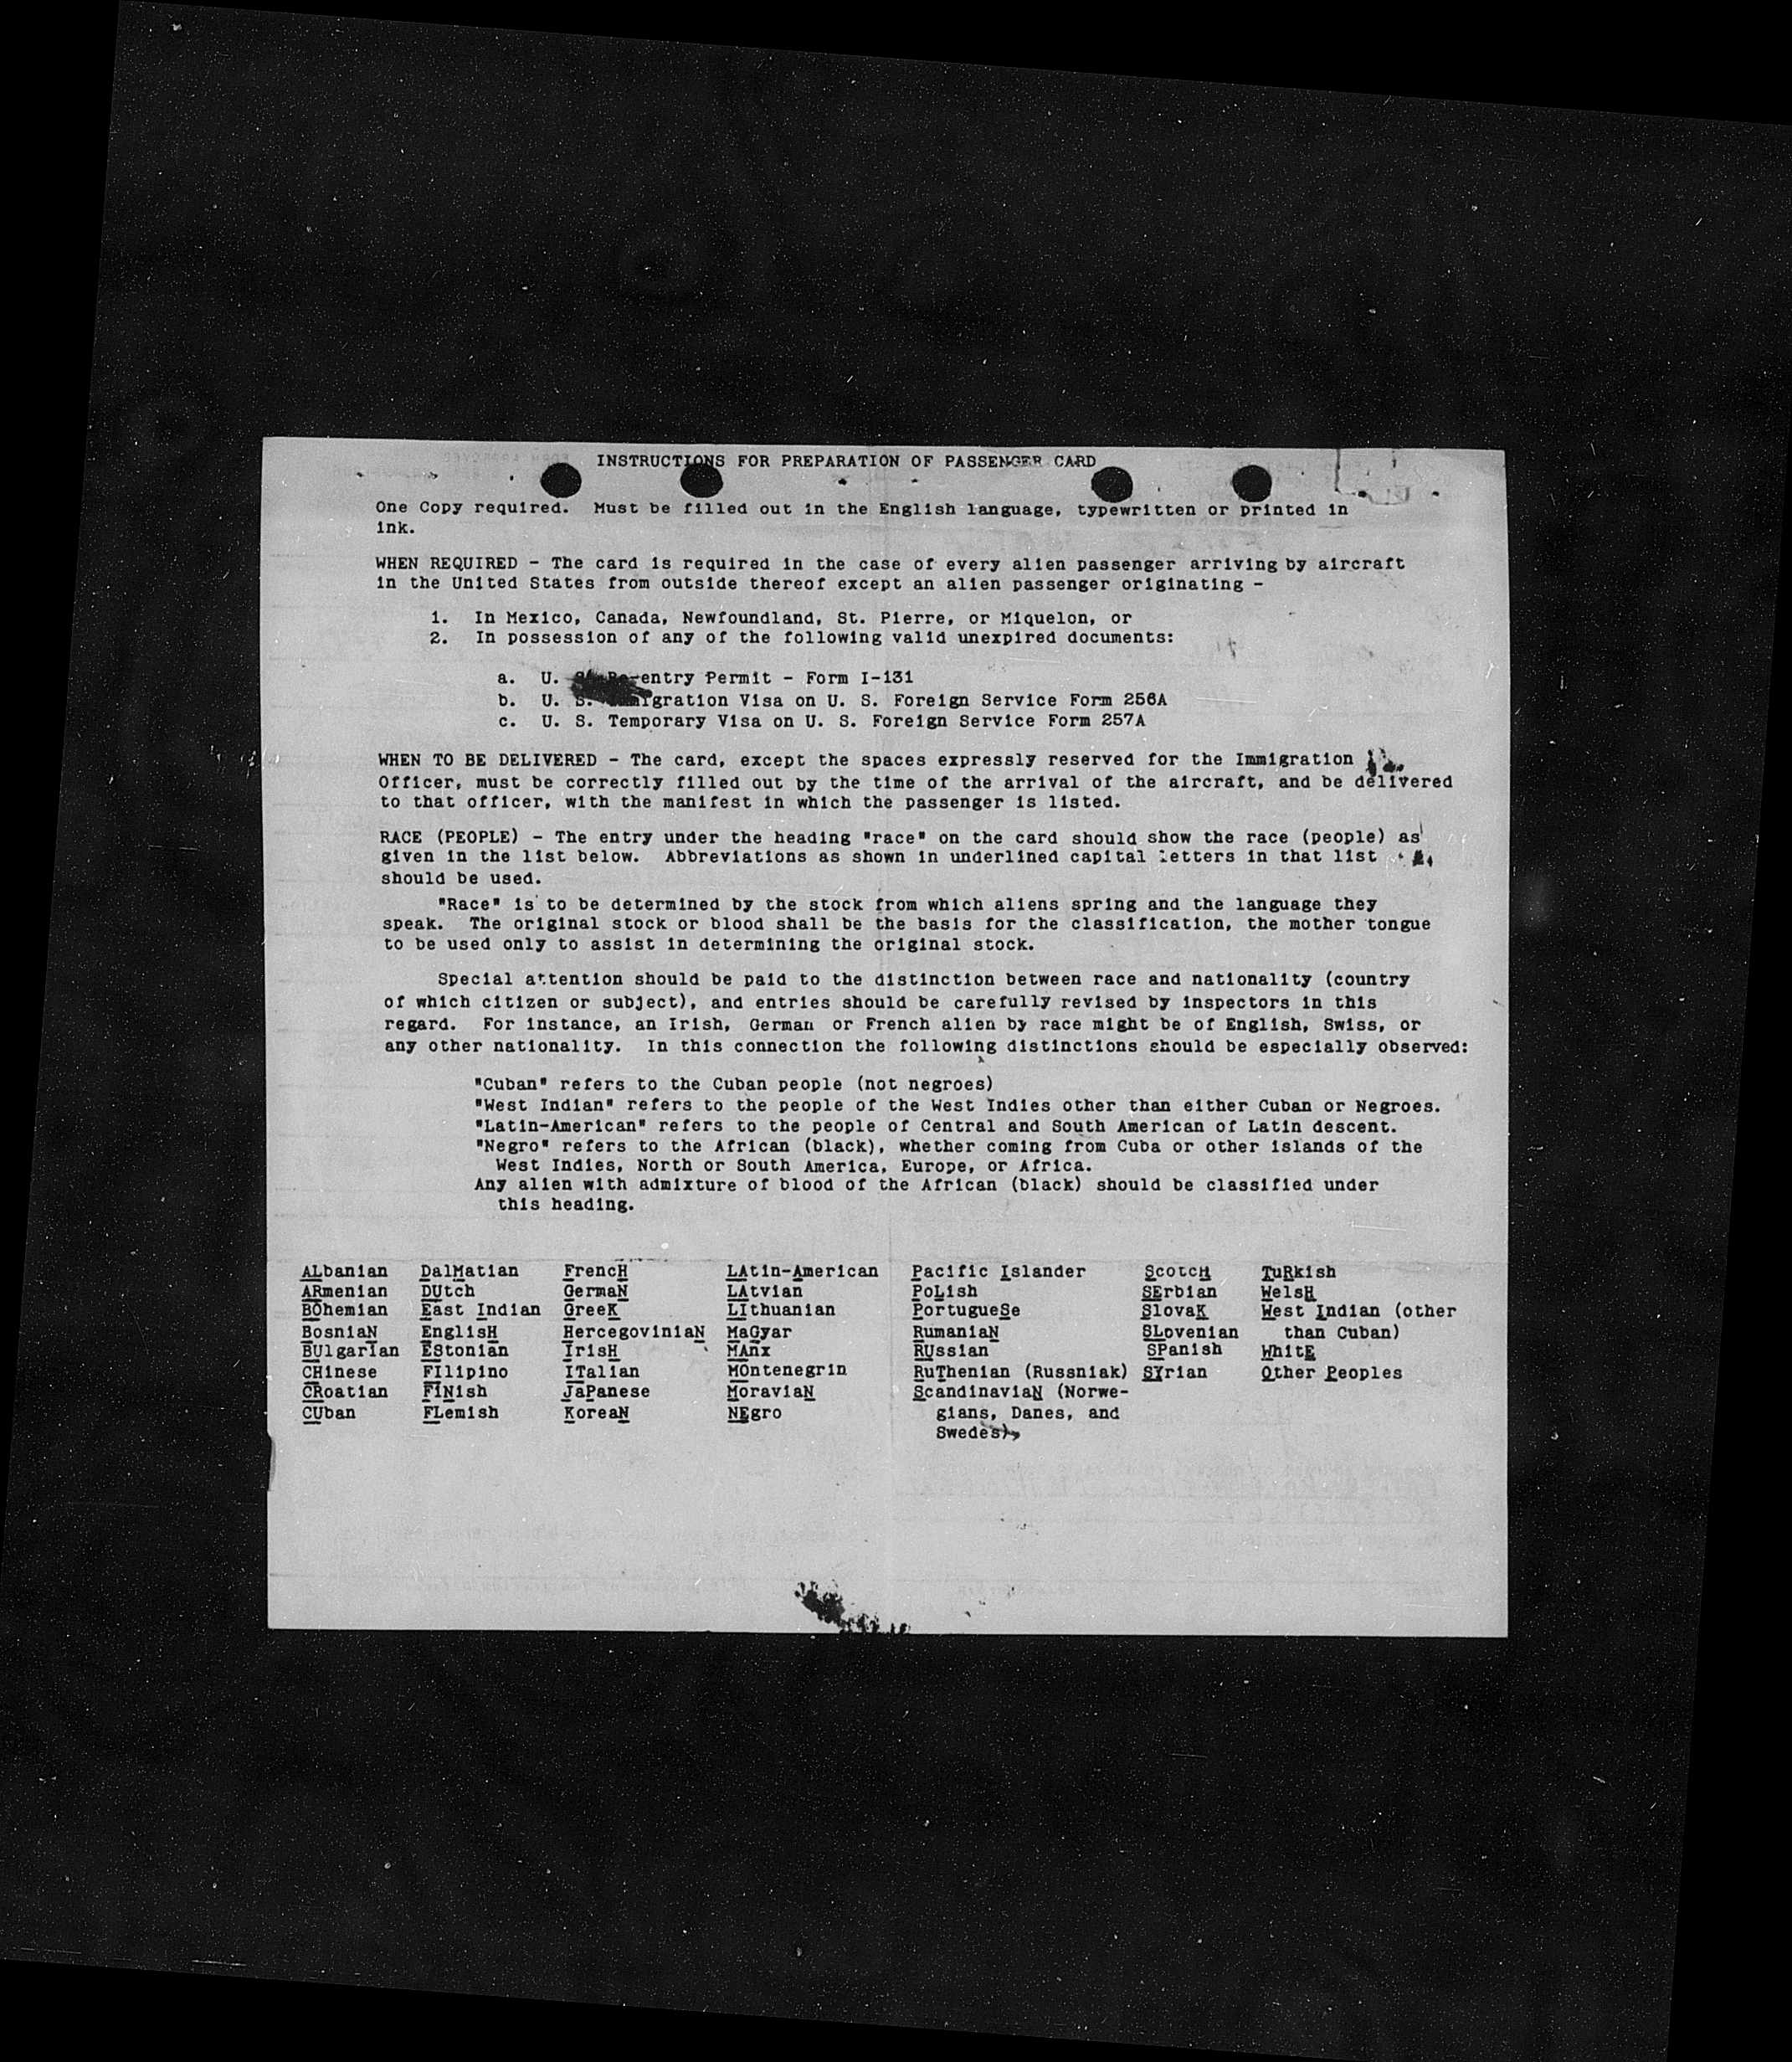 INSTRUCTIONS FOR PREPARATION OF PASSENGER CARD
One Copy required. Must be filled out in the English language, typewritten or printed in
ink.
WHEN REQUIRED - The card is required in the case of every alien passenger arriving by aircraft
in the United States from outside thereof except an alien passenger originating -
1. In Mexico, Canada, Newfoundland, St. Pierre, or Miquelon, or
2. In possession of any of the following valid unexpired documents:
a. U. S. Re-entry Permit - Form I-131
b. U. S. Immigration Visa on U. S. Foreign Service Form 256A
c. U. S. Temporary Visa on U. S. Foreign Service Form 257A
WHEN TO BE DELIVERED - The card, except the spaces expressly reserved for the Immigration
Officer, must be correctly filled out by the time of the arrival of the aircraft, and be delivered
to that officer, with the manifest in which the passenger is listed.
RACE (PEOPLE) - The entry under the heading "race" on the card should show the race (people) as
given in the list below. Abbreviations as shown in underlined capital letters in that list
should be used.
"Race" is to be determined by the stock from which aliens spring and the language they
speak. The original stock or blood shall be the basis for the classification, the mother tongue
to be used only to assist in determining the original stock.
Special attention should be paid to the distinction between race and nationality (country
of which citizen or subject), and entries should be carefully revised by inspectors in this
regard. For instance, an Irish, German or French alien by race might be of English, Swiss, or
any other nationality. In this connection the following distinctions should be especially observed:
"Cuban" refers to the Cuban people (not negroes)
"West Indian" refers to the people of the West Indies other than either Cuban or Negroes.
"Latin-American" refers to the people of Central and South American of Latin descent.
"Negro" refers to the African (black), whether coming from Cuba or other islands of the
West Indies, North or South America, Europe, or Africa.
Any alien with admixture of blood of the African (black) should be classified under
this heading.
ALbanian DalMatian FrencH LAtin-American Pacific Islander ScotcH TuRkish
ARmenian DUtch GermaN LAtvian PoLish SErbian WelsH
BOhemian East Indian GreeK LIthuanian PortugueSe SlovaK West Indian (other
BosniaN EnglisH HercegoviniaN MaGyar RumaniaN SLovenian than Cuban)
BUlgarian EStonian IrisH MAnx RUssian SPanish WhitE
CHinese FIlipino ITalian MOntenegrin RuThenian (Russniak) SYrian Other Peoples
CRoatian FINish JaPanese MoraviaN ScandinaviaN (Norwe-
CUban FLemish KoreaN NEgro gians, Danes, and
Swedes)